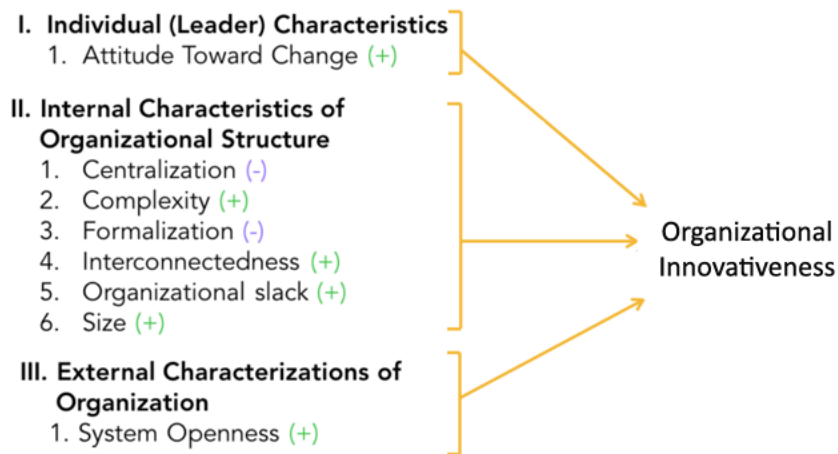 I. Individual (Leader) Characteristics
1. Attitude Toward Change (+)
II. Internal Characteristics of
Organizational Structure
1. Centralization (-)
2. Complexity (+)
3. Formalization (-)
4. Interconnectedness (+)
5. Organizational slack (+)
6. Size (+)
III. External Characterizations of
Organization
1. System Openness (+)
Organizational
Innovativeness